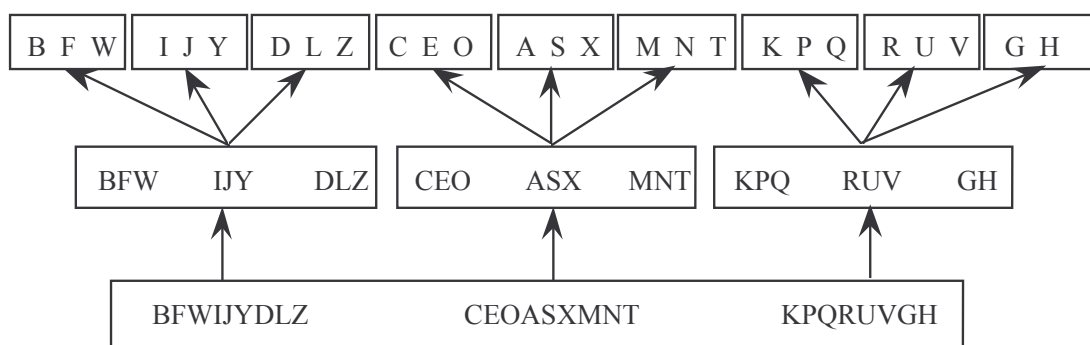 B F W I J Y D L Z C E O A S X M N T K P Q R U V G H
BFW IJY DLZ CEO ASX MNT KPQ RUV GH
BFWIJYDLZ CEOASXMNT KPQRUVGH